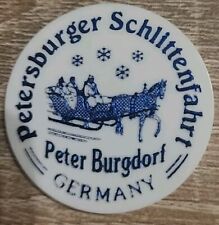 Petersburger Schlittenfahrt
Peter Burgdorf
GERMANY